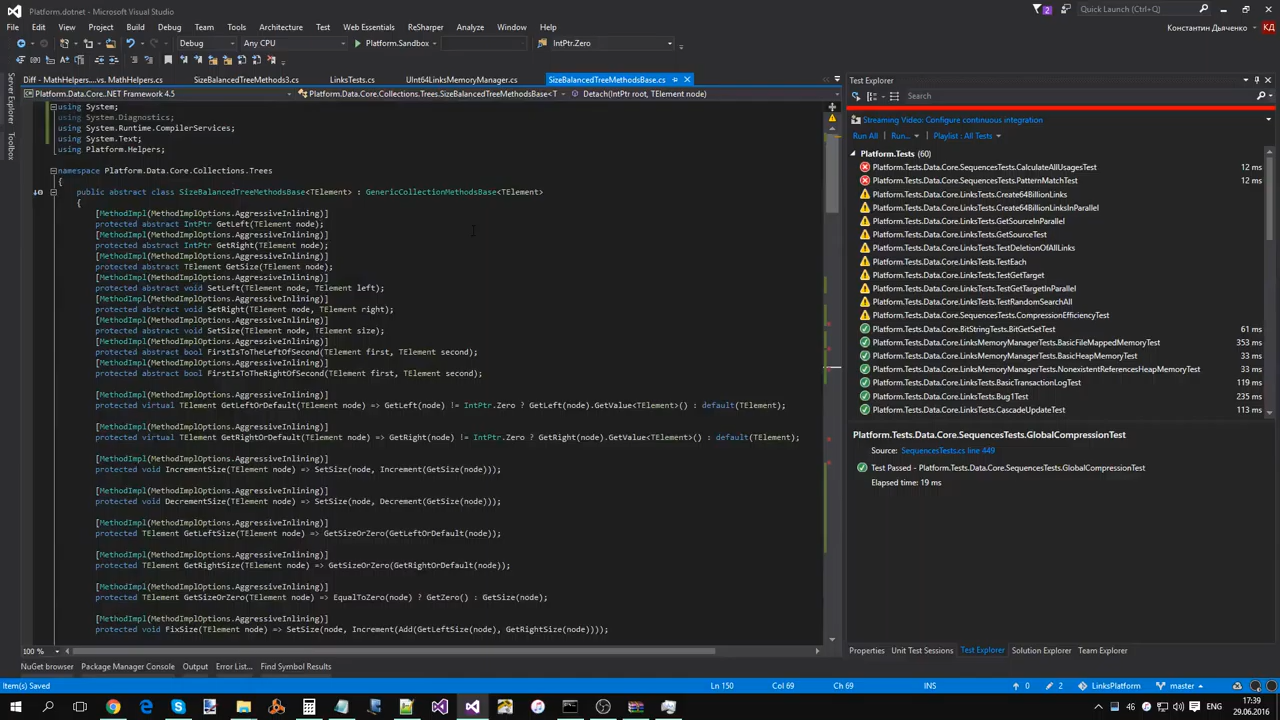 Platform.dotnet - Microsoft Visual Studio
2
Quick Launch (Ctrl+Q)
File Edit View Project Build Debug Team Tools Architecture Test Web Essentials ReSharper Analyze Window Help
Константин Дьяченко КД
Debug Any CPU Platform.Sandbox IntPtr.Zero
Diff - MathHelpers....vs. MathHelpers.cs SizeBalancedTreeMethods3.cs LinksTests.cs UInt64LinksMemoryManager.cs SizeBalancedTreeMethodsBase.cs
Platform.Data.Core..NET Framework 4.5 Platform.Data.Core.Collections.Trees.SizeBalancedTreeMethodsBase<T Detach(IntPtr root, TElement node)
Server Explorer
Toolbox
using System;
using System.Diagnostics;
using System.Runtime.CompilerServices;
using System.Text;
using Platform.Helpers;
namespace Platform.Data.Core.Collections.Trees
{
public abstract class SizeBalancedTreeMethodsBase<TElement> : GenericCollectionMethodsBase<TElement>
{
[MethodImpl(MethodImplOptions.AggressiveInlining)]
protected abstract IntPtr GetLeft(TElement node);
[MethodImpl(MethodImplOptions.AggressiveInlining)]
protected abstract IntPtr GetRight(TElement node);
[MethodImpl(MethodImplOptions.AggressiveInlining)]
protected abstract TElement GetSize(TElement node);
[MethodImpl(MethodImplOptions.AggressiveInlining)]
protected abstract void SetLeft(TElement node, TElement left);
[MethodImpl(MethodImplOptions.AggressiveInlining)]
protected abstract void SetRight(TElement node, TElement right);
[MethodImpl(MethodImplOptions.AggressiveInlining)]
protected abstract void SetSize(TElement node, TElement size);
[MethodImpl(MethodImplOptions.AggressiveInlining)]
protected abstract bool FirstIsToTheLeftOfSecond(TElement first, TElement second);
[MethodImpl(MethodImplOptions.AggressiveInlining)]
protected abstract bool FirstIsToTheRightOfSecond(TElement first, TElement second);
[MethodImpl(MethodImplOptions.AggressiveInlining)]
protected virtual TElement GetLeftOrDefault(TElement node) => GetLeft(node) != IntPtr.Zero ? GetLeft(node).GetValue<TElement>() : default(TElement);
[MethodImpl(MethodImplOptions.AggressiveInlining)]
protected virtual TElement GetRightOrDefault(TElement node) => GetRight(node) != IntPtr.Zero ? GetRight(node).GetValue<TElement>() : default(TElement);
[MethodImpl(MethodImplOptions.AggressiveInlining)]
protected void IncrementSize(TElement node) => SetSize(node, Increment(GetSize(node)));
[MethodImpl(MethodImplOptions.AggressiveInlining)]
protected void DecrementSize(TElement node) => SetSize(node, Decrement(GetSize(node)));
[MethodImpl(MethodImplOptions.AggressiveInlining)]
protected TElement GetLeftSize(TElement node) => GetSizeOrZero(GetLeftOrDefault(node));
[MethodImpl(MethodImplOptions.AggressiveInlining)]
protected TElement GetRightSize(TElement node) => GetSizeOrZero(GetRightOrDefault(node));
[MethodImpl(MethodImplOptions.AggressiveInlining)]
protected TElement GetSizeOrZero(TElement node) => EqualToZero(node) ? GetZero() : GetSize(node);
[MethodImpl(MethodImplOptions.AggressiveInlining)]
protected void FixSize(TElement node) => SetSize(node, Increment(Add(GetLeftSize(node), GetRightSize(node))));
100 %
Test Explorer
Search
Streaming Video: Configure continuous integration
Run All Run... Playlist : All Tests
Platform.Tests (60)
Platform.Tests.Data.Core.SequencesTests.CalculateAllUsagesTest 12 ms
Platform.Tests.Data.Core.SequencesTests.PatternMatchTest 12 ms
Platform.Tests.Data.Core.LinksTests.Create64BillionLinks
Platform.Tests.Data.Core.LinksTests.Create64BillionLinksInParallel
Platform.Tests.Data.Core.LinksTests.GetSourceInParallel
Platform.Tests.Data.Core.LinksTests.GetSourceTest
Platform.Tests.Data.Core.LinksTests.TestDeletionOfAllLinks
Platform.Tests.Data.Core.LinksTests.TestEach
Platform.Tests.Data.Core.LinksTests.TestGetTarget
Platform.Tests.Data.Core.LinksTests.TestGetTargetInParallel
Platform.Tests.Data.Core.LinksTests.TestRandomSearchAll
Platform.Tests.Data.Core.SequencesTests.CompressionEfficiencyTest
Platform.Tests.Data.Core.BitStringTests.BitGetSetTest 61 ms
Platform.Tests.Data.Core.LinksMemoryManagerTests.BasicFileMappedMemoryTest 353 ms
Platform.Tests.Data.Core.LinksMemoryManagerTests.BasicHeapMemoryTest 33 ms
Platform.Tests.Data.Core.LinksMemoryManagerTests.NonexistentReferencesHeapMemoryTest 33 ms
Platform.Tests.Data.Core.LinksTests.BasicTransactionLogTest 119 ms
Platform.Tests.Data.Core.LinksTests.Bug1Test 235 ms
Platform.Tests.Data.Core.LinksTests.CascadeUpdateTest 113 ms
Platform.Tests.Data.Core.SequencesTests.GlobalCompressionTest
Source: SequencesTests.cs line 449
Test Passed - Platform.Tests.Data.Core.SequencesTests.GlobalCompressionTest
Elapsed time: 19 ms
Properties Unit Test Sessions Test Explorer Solution Explorer Team Explorer
NuGet browser Package Manager Console Output Error List... Find Symbol Results
Item(s) Saved Ln 150 Col 69 Ch 69 INS 0 2 LinksPlatform master
46 ENG 17:39
29.06.2016